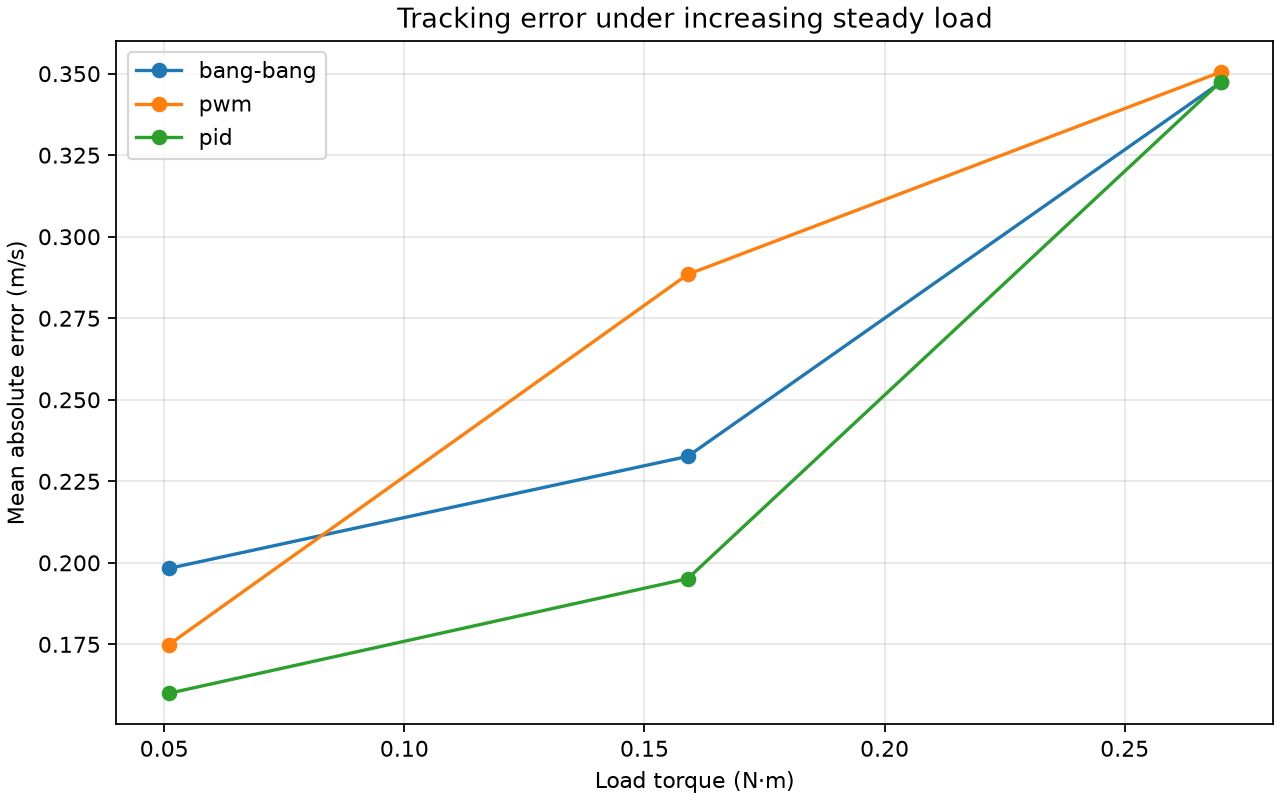 Tracking error under increasing steady load
bang-bang
pwm
pid
0.350
0.325
0.300
0.275
0.250
0.225
0.200
0.175
Mean absolute error (m/s)
0.05
0.10
0.15
0.20
0.25
Load torque (N·m)